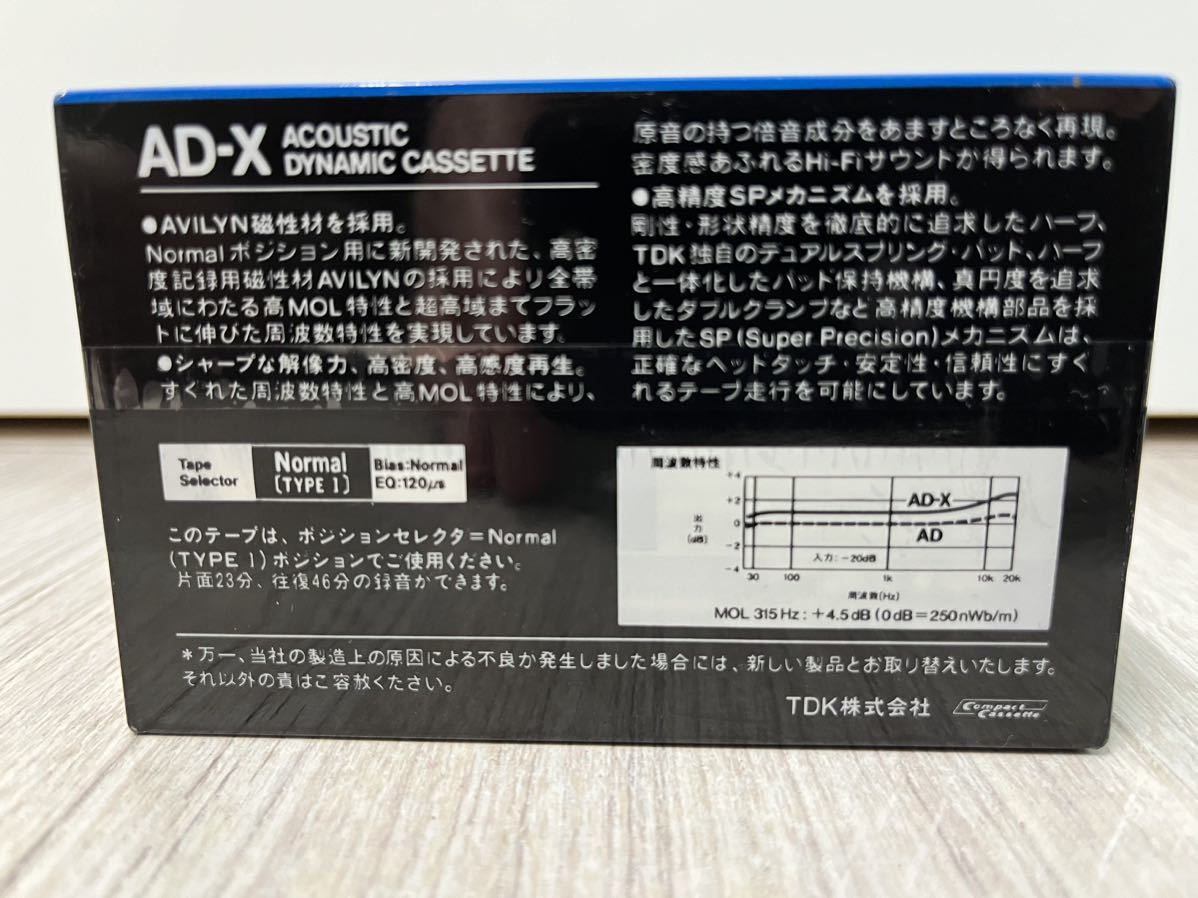 AD-X ACOUSTIC
DYNAMIC CASSETTE
●AVILYN磁性材を採用。
Normalポジション用に新開発された、高密
度記録用磁性材AVILYNの採用により全帯
域にわたる高MOL特性と超高域までフラッ
トに伸びた周波数特性を実現しています。
●シャープな解像力、高密度、高感度再生。
すぐれた周波数特性と高MOL特性により、
原音の持つ倍音成分をあますところなく再現。
密度感あふれるHi-Fiサウンドが得られます。
●高精度SPメカニズムを採用。
剛性・形状精度を徹底的に追求したハーフ、
TDK独自のデュアルスプリング・パット、ハーフ
と一体化したパッド保持機構、真円度を追求
したダブルクランプなど高精度機構部品を採
用したSP(Super Precision)メカニズムは、
正確なヘッドタッチ・安定性・信頼性にすぐ
れるテープ走行を可能にしています。
Tape
Selector
Normal
(TYPE I)
Bias:Normal
EQ:120μs
このテープは、ポジションセレクタ=Normal
(TYPE I)ポジションでご使用ください。
片面23分、往復46分の録音ができます。
周波数特性
出力(dB)
+4
+2
0
-2
-4
AD-X
AD
入力:-20dB
30 100 1k 10k 20k
周波数(Hz)
MOL 315Hz:+4.5dB(0dB=250nWb/m)
*万一、当社の製造上の原因による不良が発生しました場合には、新しい製品とお取り替えいたします。
それ以外の責はご容赦ください。
TDK株式会社
Compact
Cassette